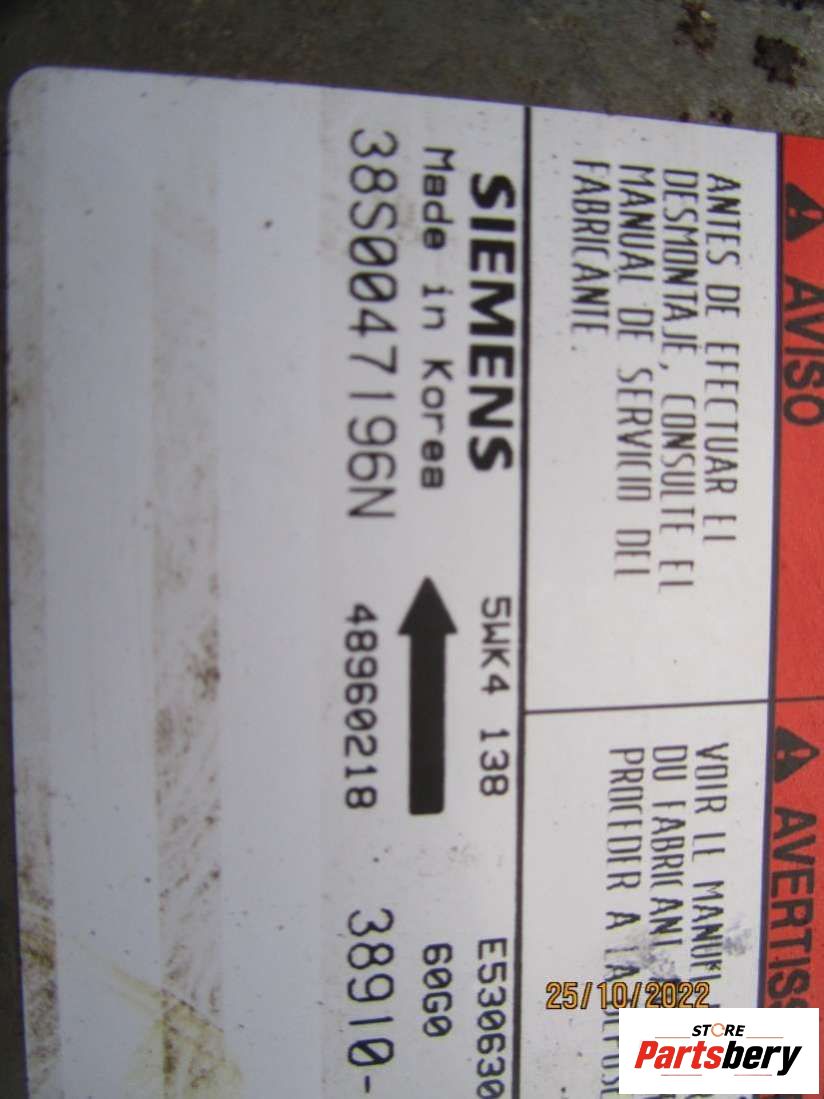 AVISO
ANTES DE EFECTUAR El
DESMONTAJE, CONSULTE EL
MANUAL DE SERVICIO DEL
FABRICANTE.
AVERTISS
VOIR LE MANUEL
DU FABRICANT
PROCEDER A LA
SIEMENS 5WK4 138 E530630
Made in Korea 60G0
38S0047196N 48960218 38910-
25/10/2022
STORE
Partsbery